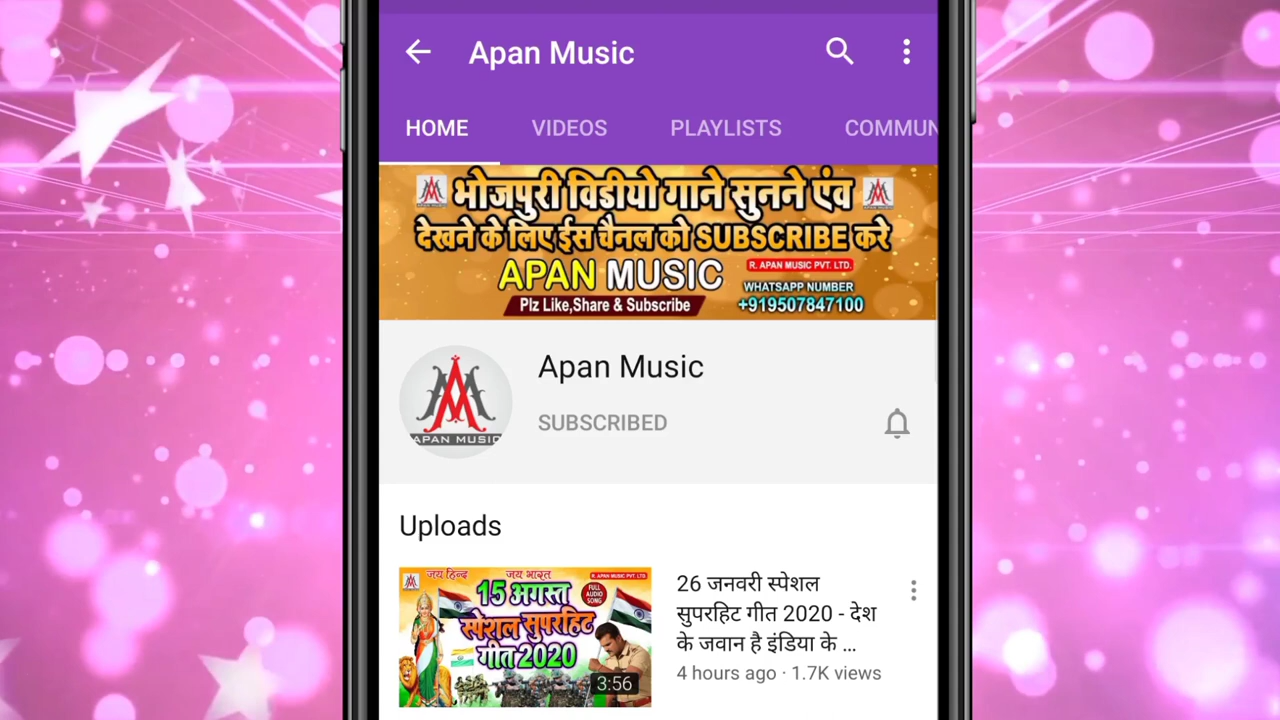 Apan Music
HOME VIDEOS PLAYLISTS COMMUN
भोजपुरी विडीयो गाने सुनने एंव
देखने के लिए ईस चैनल को SUBSCRIBE करे
APAN MUSIC
R. APAN MUSIC PVT. LTD.
WHATSAPP NUMBER
Plz Like,Share & Subscribe
+919507847100
Apan Music
SUBSCRIBED
APAN MUSIC
Uploads
जय हिन्द जय भारत
R. APAN MUSIC PVT. LTD
15 अगस्त
FULL
AUDIO
SONG
स्पेशल सुपरहिट
गीत 2020
3:56
26 जनवरी स्पेशल
सुपरहिट गीत 2020 - देश
के जवान है इंडिया के ...
4 hours ago · 1.7K views